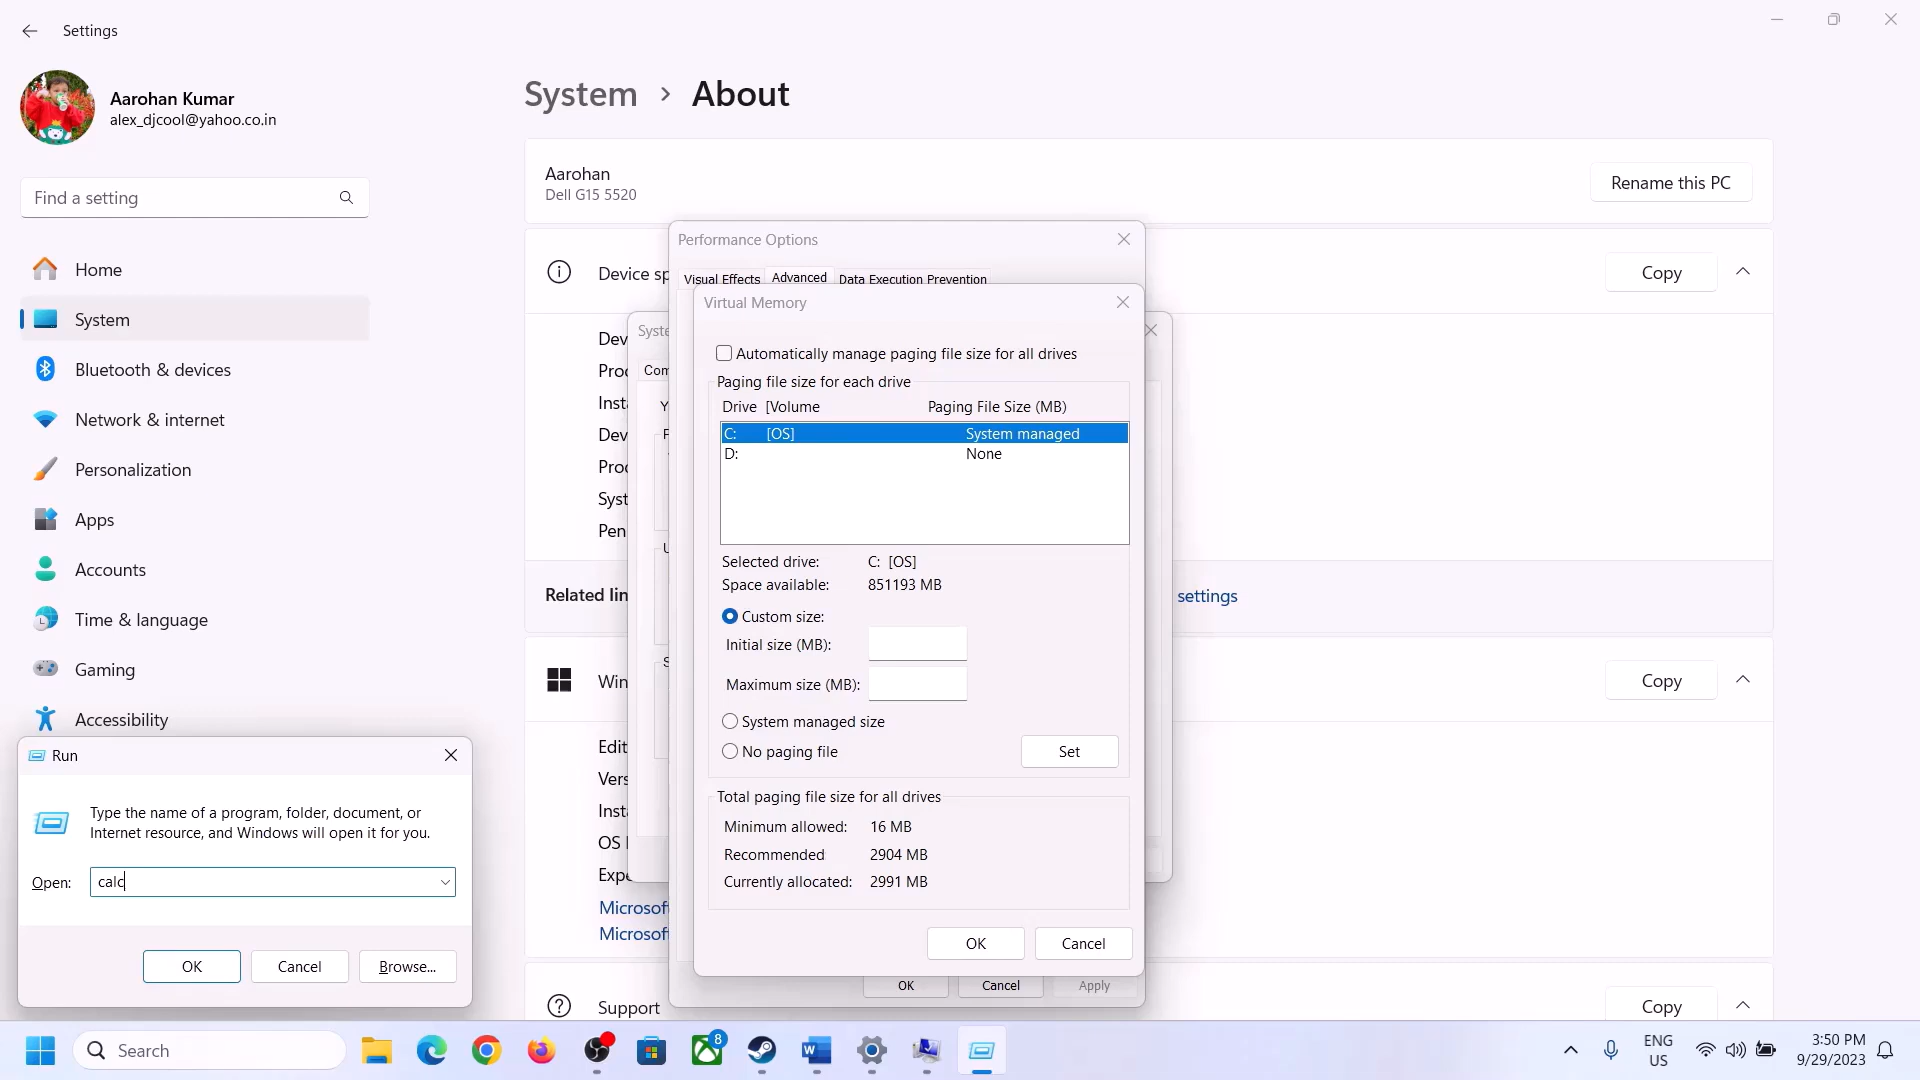 Settings
Aarohan Kumar
alex_djcool@yahoo.co.in
Find a setting
Home
System
Bluetooth & devices
Network & internet
Personalization
Apps
Accounts
Time & language
Gaming
Accessibility
System > About
Aarohan
Dell G15 5520
Rename this PC
Device sp
Copy
Dev
Proc
Insta
Dev
Proc
Syst
Pen
Related lin
settings
Win
Copy
Edit
Vers
Insta
OS
Expe
Microsof
Microsof
Support
Copy
Syste
Com
Performance Options
Visual Effects
Advanced
Data Execution Prevention
Virtual Memory
Automatically manage paging file size for all drives
Paging file size for each drive
Drive [Volume Paging File Size (MB)
C: [OS] System managed
D: None
Selected drive: C: [OS]
Space available: 851193 MB
Custom size:
Initial size (MB):
Maximum size (MB):
System managed size
No paging file
Set
Total paging file size for all drives
Minimum allowed: 16 MB
Recommended 2904 MB
Currently allocated: 2991 MB
OK
Cancel
OK
Cancel
Apply
Run
Type the name of a program, folder, document, or
Internet resource, and Windows will open it for you.
Open: calc
OK
Cancel
Browse...
Search
8
ENG
US
3:50 PM
9/29/2023